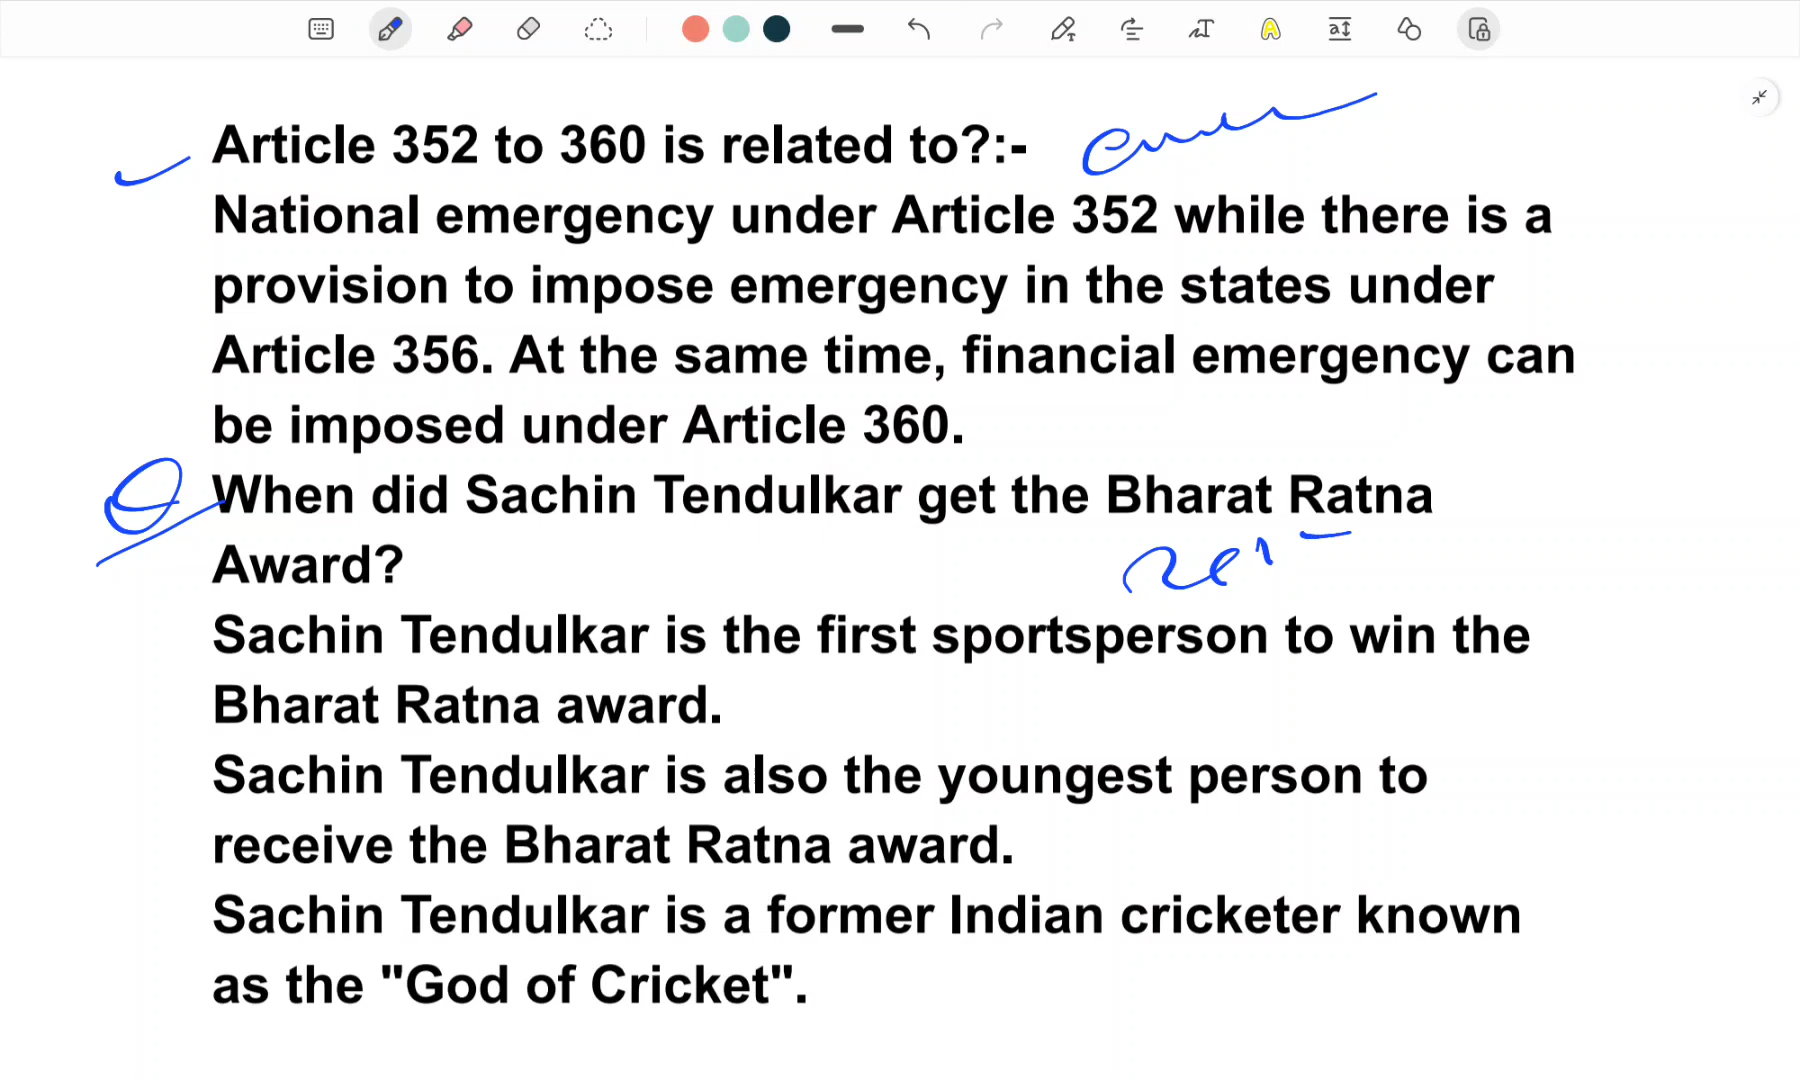 Article 352 to 360 is related to?:-
National emergency under Article 352 while there is a
provision to impose emergency in the states under
Article 356. At the same time, financial emergency can
be imposed under Article 360.
When did Sachin Tendulkar get the Bharat Ratna
Award?
Sachin Tendulkar is the first sportsperson to win the
Bharat Ratna award.
Sachin Tendulkar is also the youngest person to
receive the Bharat Ratna award.
Sachin Tendulkar is a former Indian cricketer known
as the "God of Cricket".